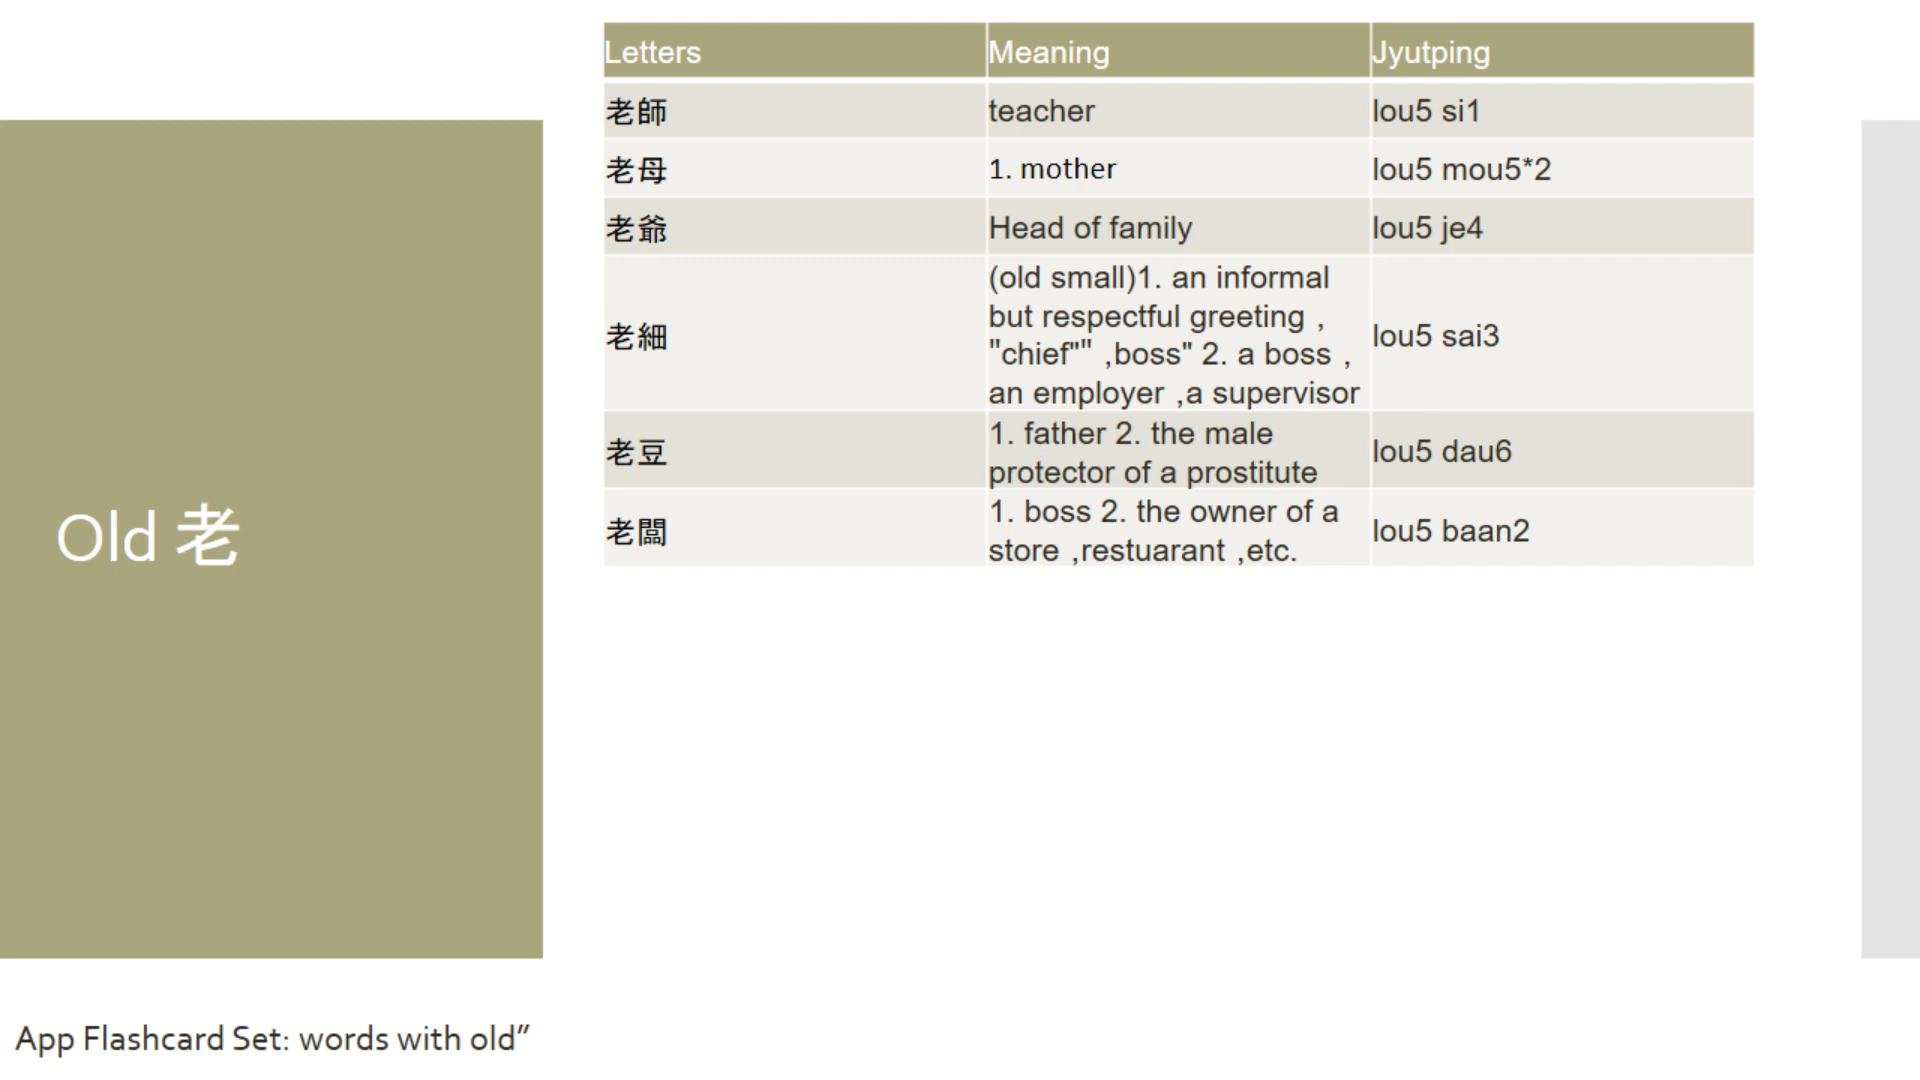 Letters Meaning Jyutping
老師 teacher lou5 si1
老母 1. mother lou5 mou5*2
老爺 Head of family lou5 je4
老細 (old small)1. an informal
but respectful greeting ,
"chief"" ,boss" 2. a boss ,
an employer ,a supervisor lou5 sai3
老豆 1. father 2. the male
protector of a prostitute lou5 dau6
老闆 1. boss 2. the owner of a
store ,restuarant ,etc. lou5 baan2
Old 老
App Flashcard Set: words with old”